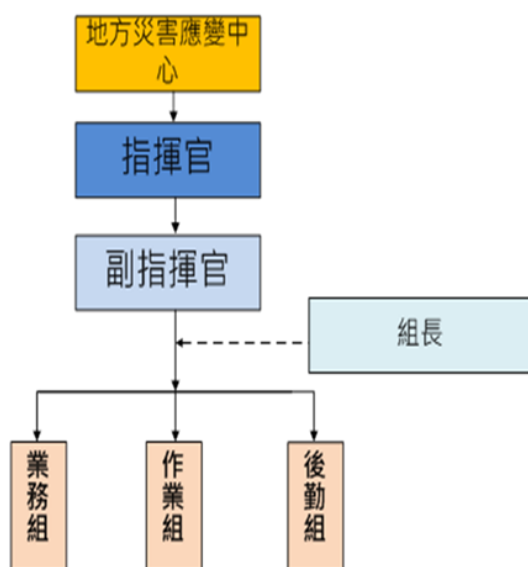 地方災害應變中
心
指揮官
副指揮官
組長
業務組
作業組
後勤組